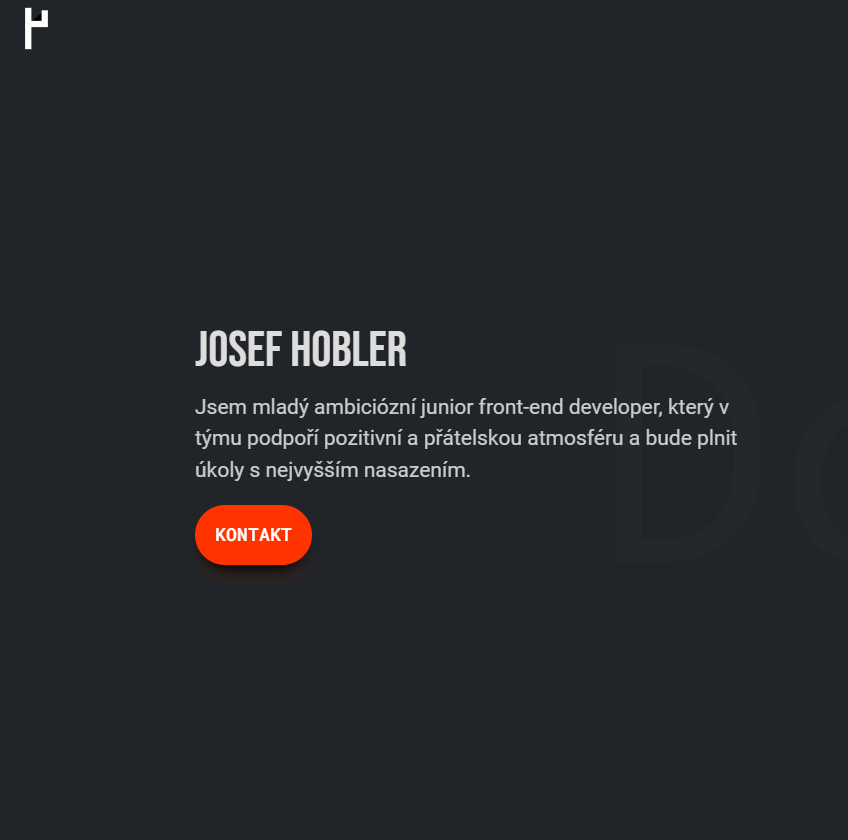 JOSEF HOBLER
Jsem mladý ambiciózní junior front-end developer, který v
týmu podpoří pozitivní a přátelskou atmosféru a bude plnit
úkoly s nejvyšším nasazením.
KONTAKT